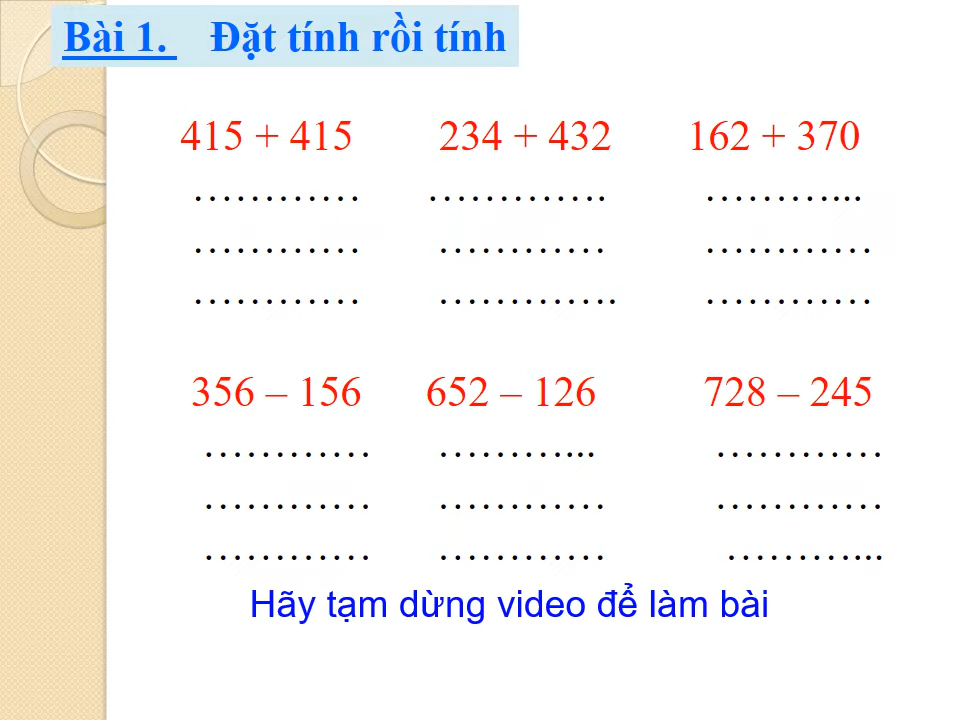 Bài 1. Đặt tính rồi tính
415 + 415 234 + 432 162 + 370
………… …………. ………...
………… ………… …………
………… …………. …………
356 – 156 652 – 126 728 – 245
………… ………... …………
………… ………… …………
………… ………… ………...
Hãy tạm dừng video để làm bài